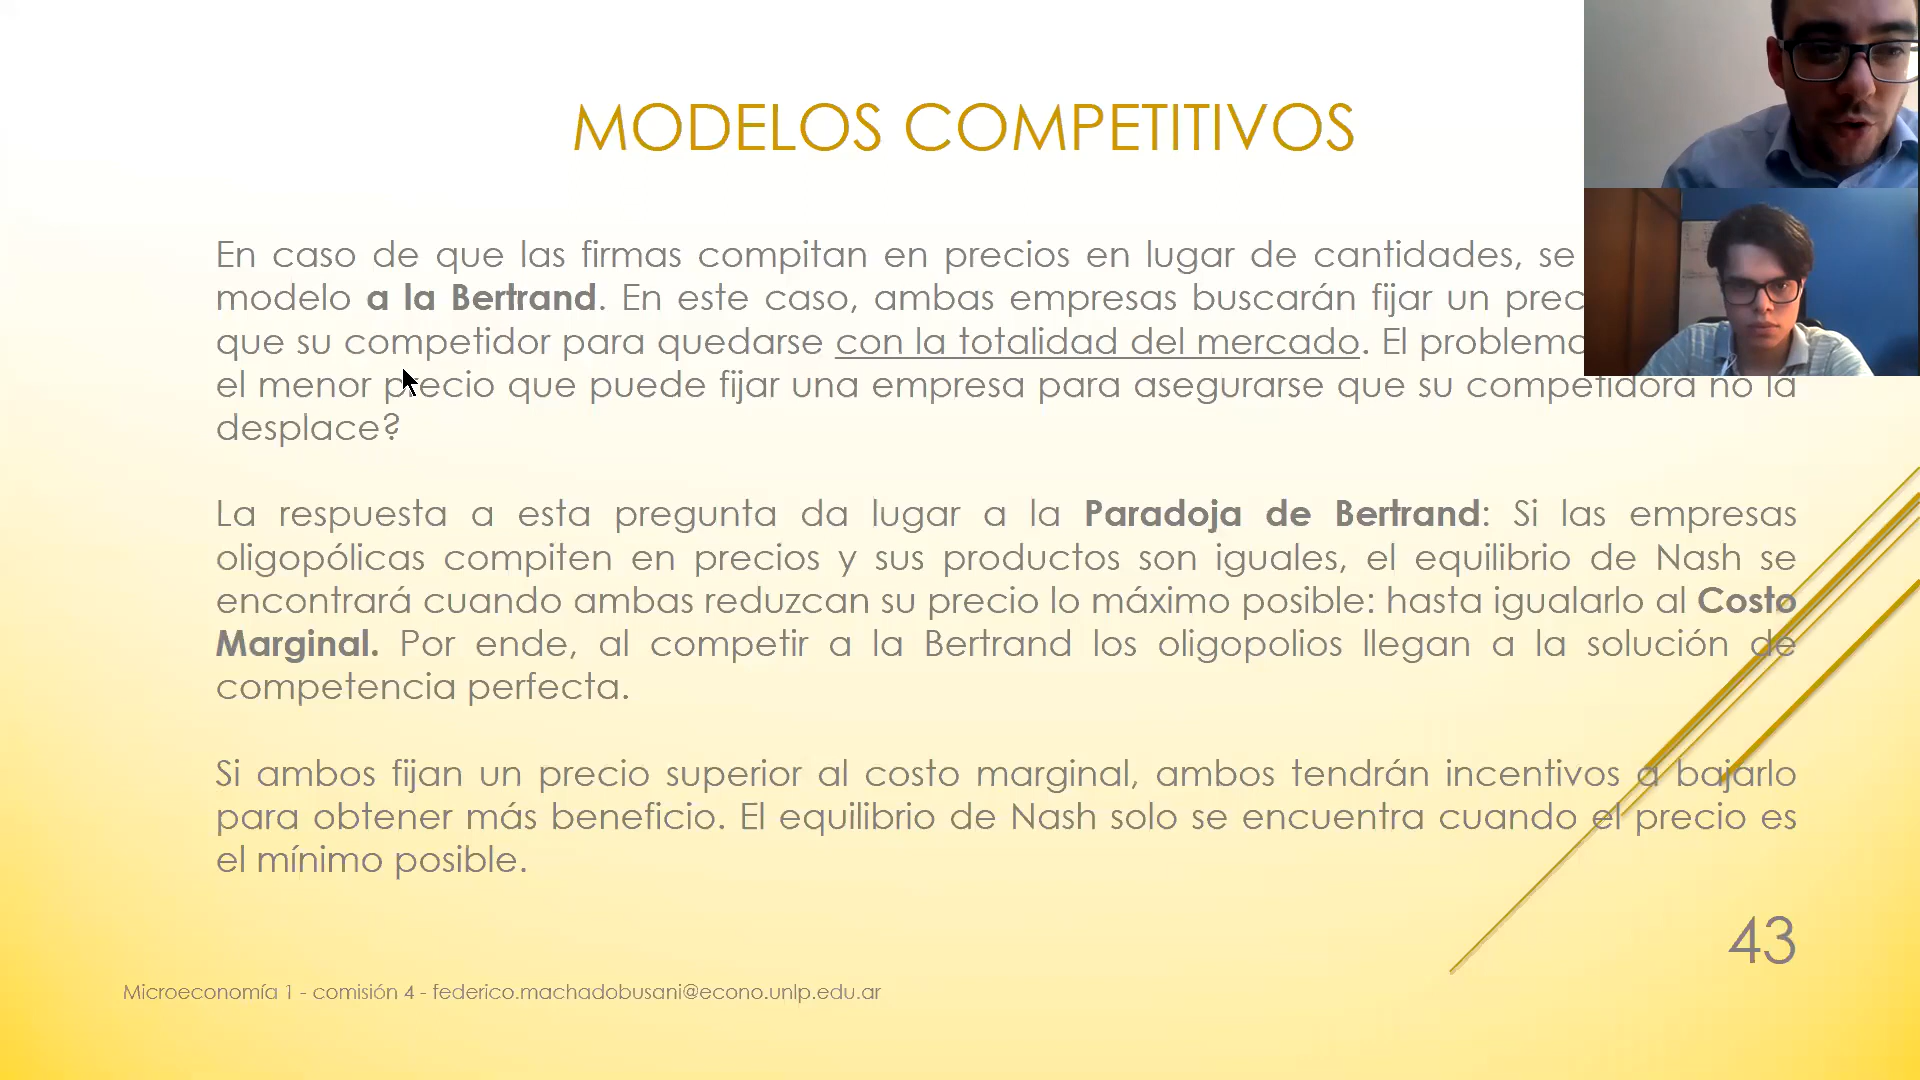 MODELOS COMPETITIVOS
En caso de que las firmas compitan en precios en lugar de cantidades, se
modelo a la Bertrand. En este caso, ambas empresas buscarán fijar un
que su competidor para quedarse con la totalidad del mercado. El
el menor precio que puede fijar una empresa para asegurarse que su competidora no la
desplace?
La respuesta a esta pregunta da lugar a la Paradoja de Bertrand: Si las empresas
oligopólicas compiten en precios y sus productos son iguales, el equilibrio de Nash se
encontrará cuando ambas reduzcan su precio lo máximo posible: hasta igualarlo al Costo
Marginal. Por ende, al competir a la Bertrand los oligopolios llegan a la solución de
competencia perfecta.
Si ambos fijan un precio superior al costo marginal, ambos tendrán incentivos a bajarlo
para obtener más beneficio. El equilibrio de Nash solo se encuentra cuando el precio es
el mínimo posible.
43
Microeconomía 1 - comisión 4 - federico.machadobusani@econo.unlp.edu.ar